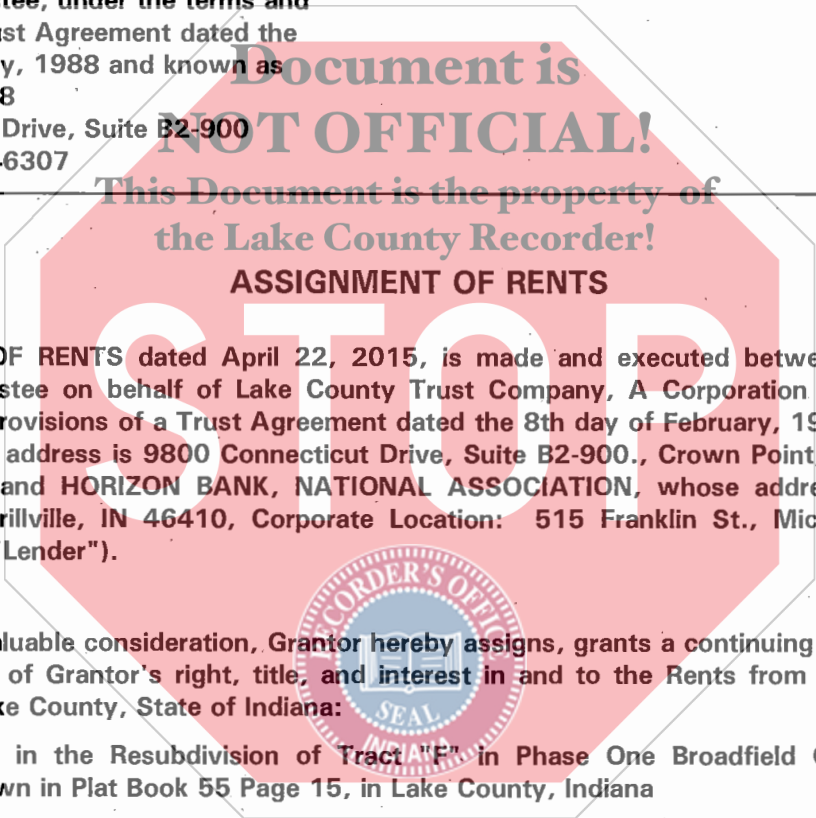 tee, under the terms and
ust Agreement dated the
y, 1988 and known as
8
Drive, Suite B2-900
-6307
Document is
NOT OFFICIAL!
This Document is the property of
the Lake County Recorder!
ASSIGNMENT OF RENTS
STOP
OF RENTS dated April 22, 2015, is made and executed betwe
stee on behalf of Lake County Trust Company, A Corporation
rovisions of a Trust Agreement dated the 8th day of February, 19
address is 9800 Connecticut Drive, Suite B2-900., Crown Point,
and HORIZON BANK, NATIONAL ASSOCIATION, whose addre
rillville, IN 46410, Corporate Location: 515 Franklin St., Mic
"Lender").
RECORDER'S OFFICE
SEAL
INDIANA
aluable consideration, Grantor hereby assigns, grants a continuing
of Grantor's right, title, and interest in and to the Rents from
ke County, State of Indiana:
in the Resubdivision of Tract "F" in Phase One Broadfield
wn in Plat Book 55 Page 15, in Lake County, Indiana